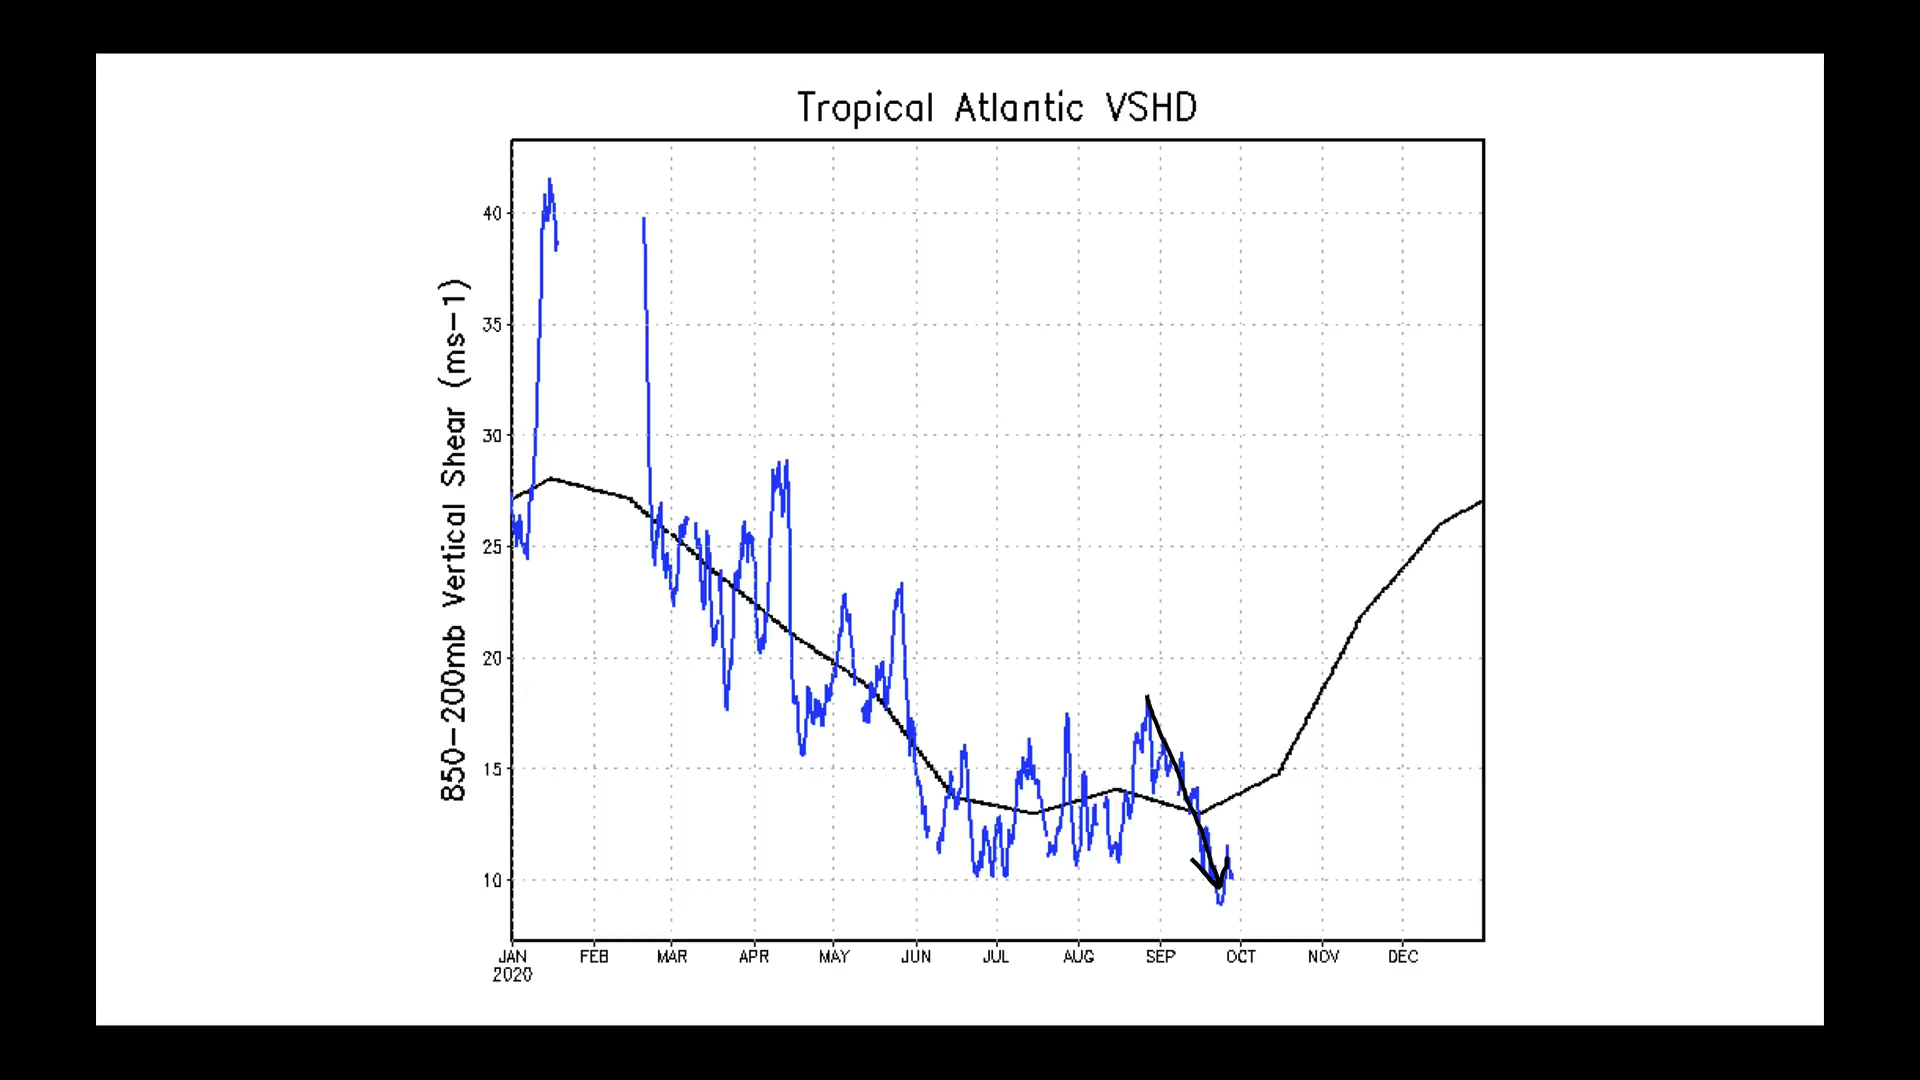 Tropical Atlantic VSHD
850-200mb Vertical Shear (ms-1)
40
35
30
25
20
15
10
JAN FEB MAR APR MAY JUN JUL AUG SEP OCT NOV DEC
2020